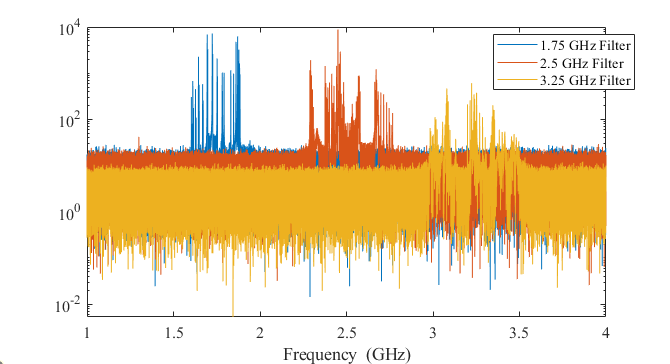 10^4
10^2
10^0
10^-2
1.75 GHz Filter
2.5 GHz Filter
3.25 GHz Filter
1 1.5 2 2.5 3 3.5 4
Frequency (GHz)